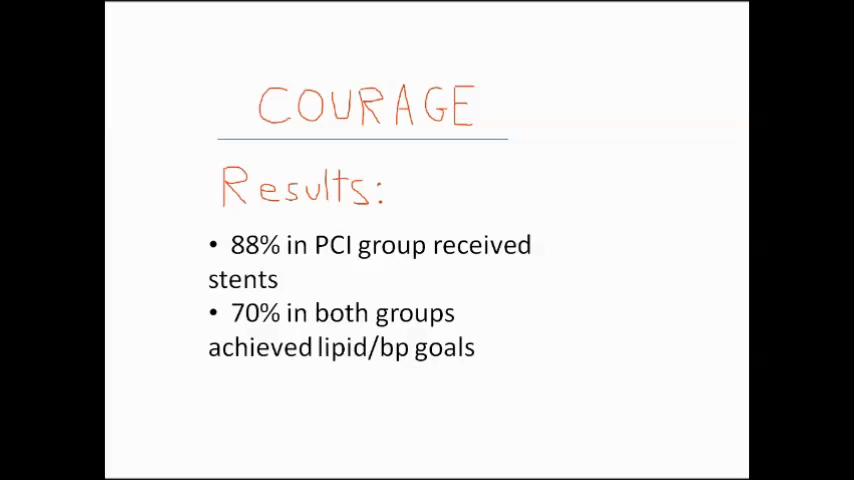 COURAGE
Results:
• 88% in PCI group received
stents
• 70% in both groups
achieved lipid/bp goals